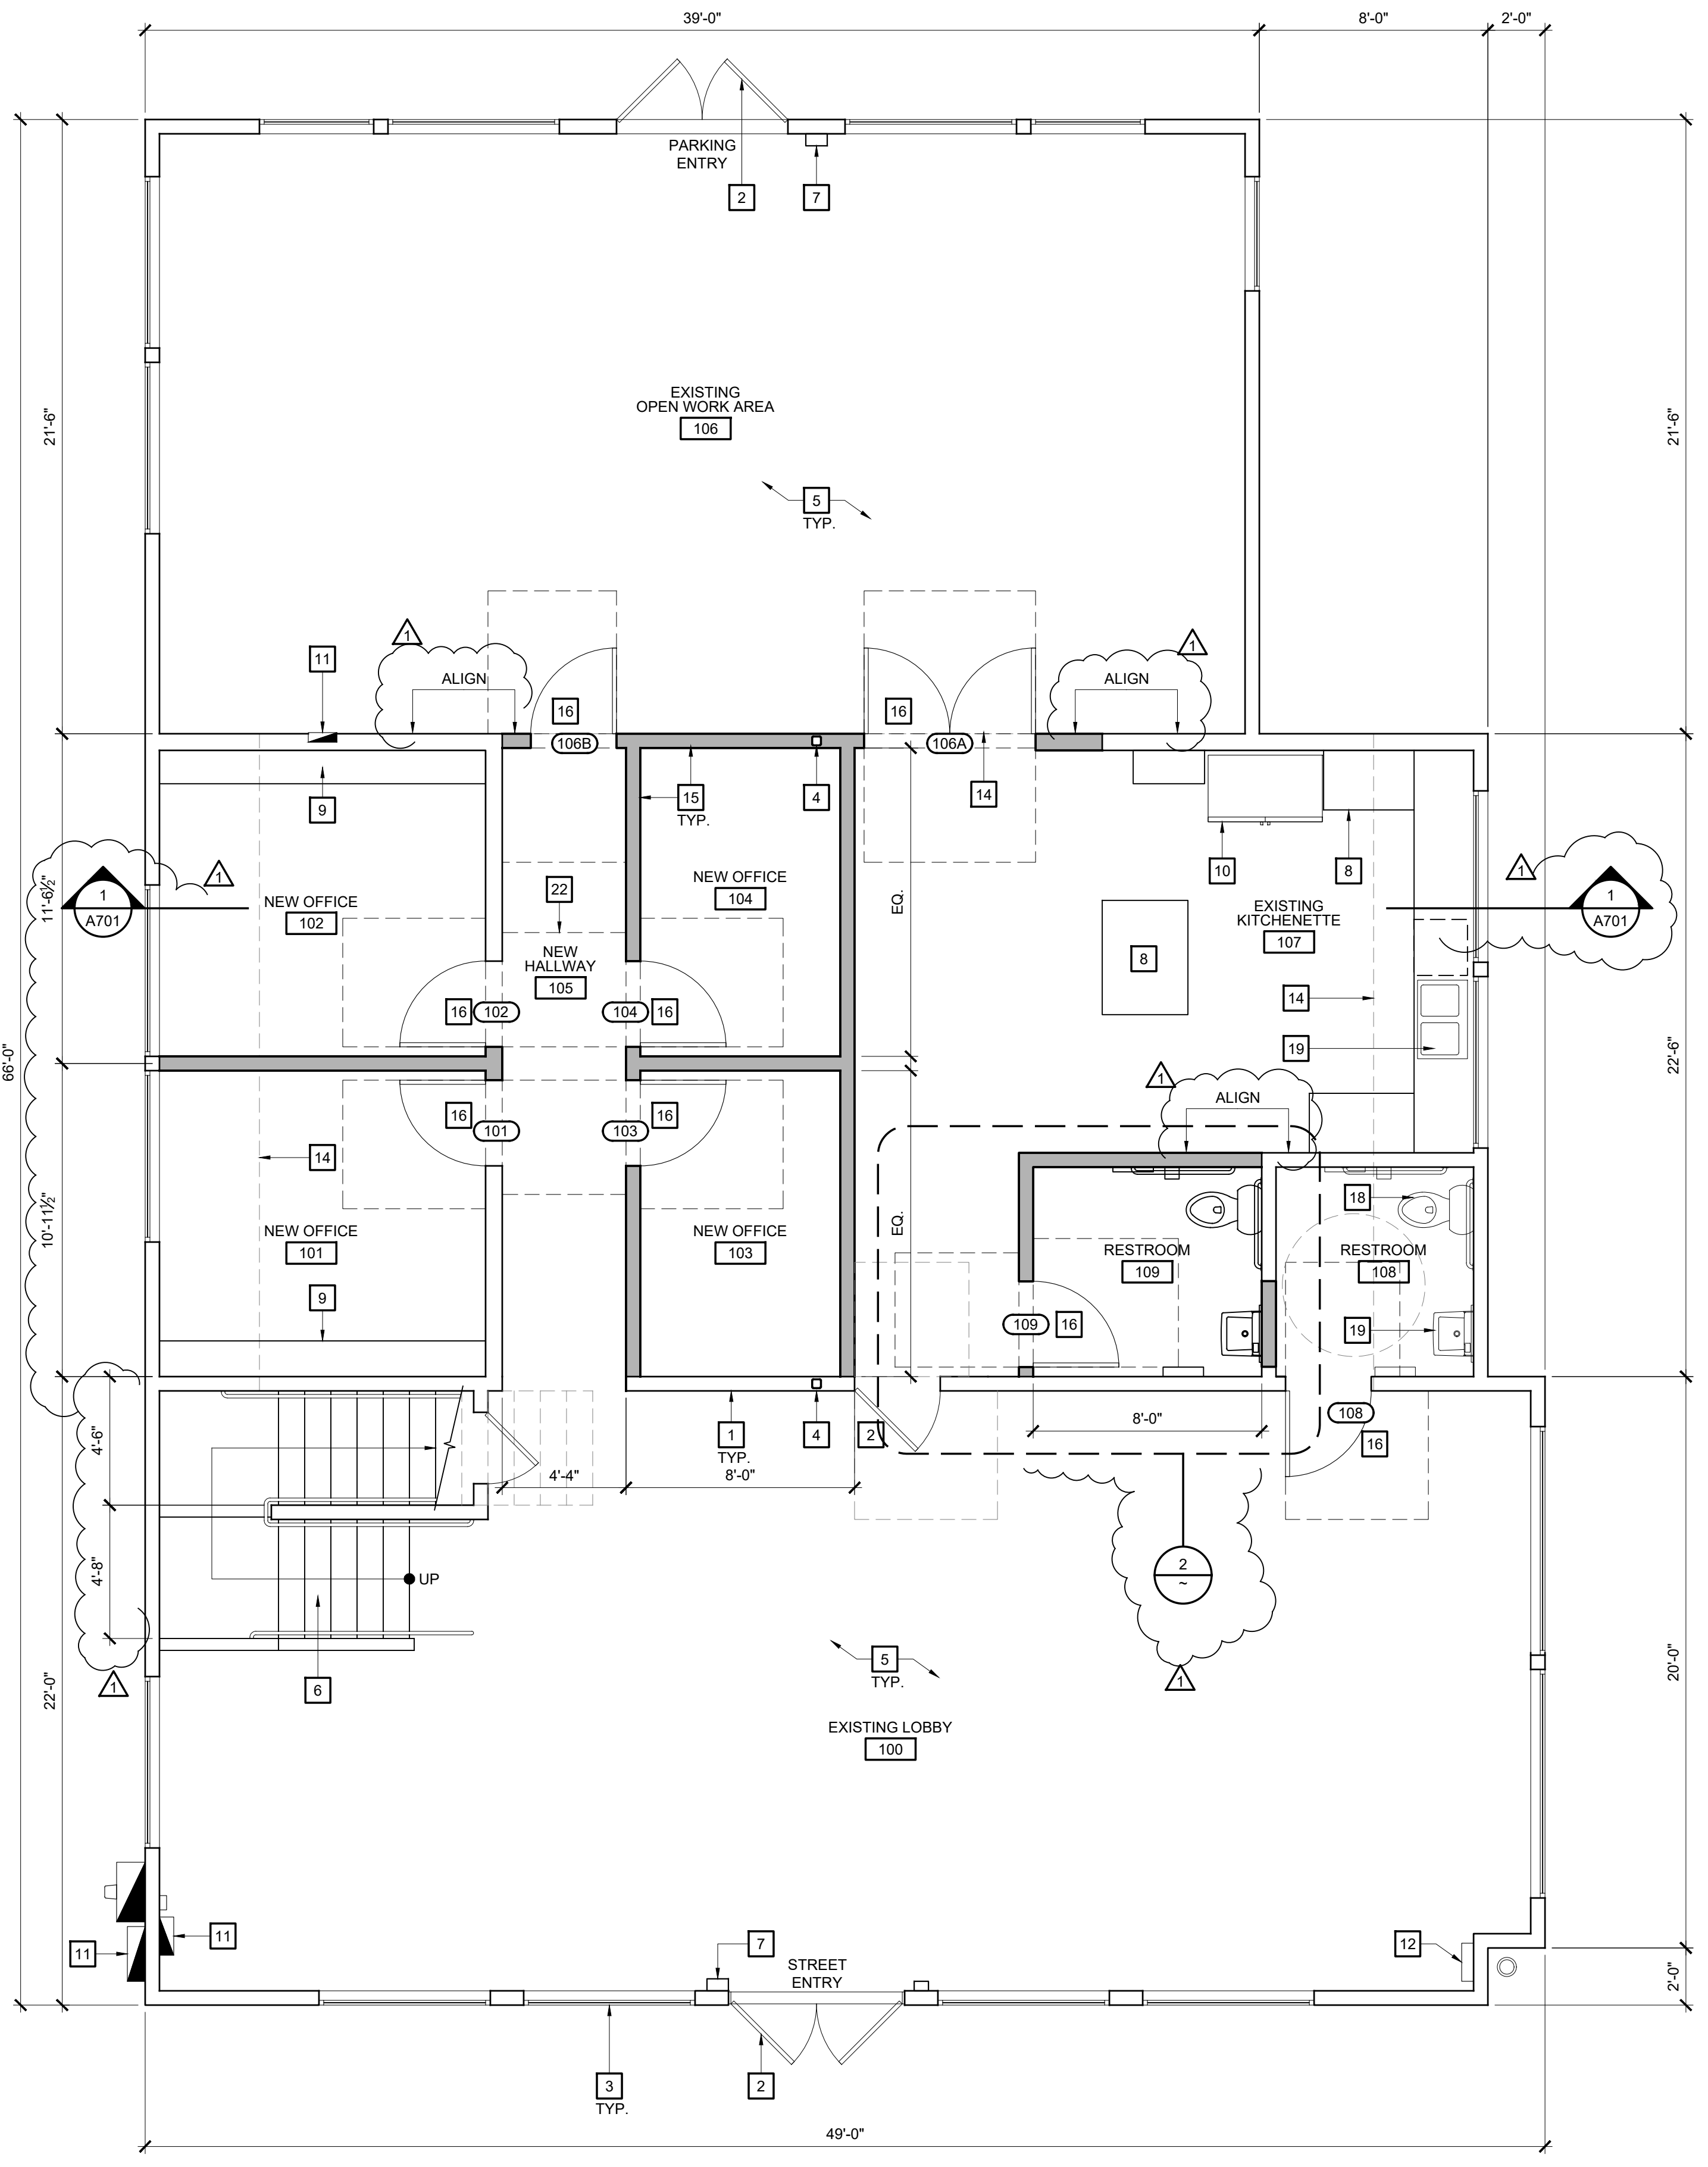 39'-0"
8'-0"
2'-0"
PARKING
ENTRY
2
7
EXISTING
OPEN WORK AREA
106
21'-6"
21'-6"
5
TYP.
1
1
11
ALIGN
ALIGN
16
16
106B
106A
9
15
TYP.
4
14
10
8
1
A701
1
11'-6½"
NEW OFFICE
102
22
NEW OFFICE
104
EQ.
EXISTING
KITCHENETTE
107
1
1
A701
NEW
HALLWAY
105
8
16
102
104
16
14
19
66'-0"
22'-6"
1
ALIGN
16
101
103
16
14
10'-11½"
NEW OFFICE
101
NEW OFFICE
103
EQ.
18
RESTROOM
109
RESTROOM
108
9
109
16
19
4'-6"
1
TYP.
4
2
8'-0"
108
16
4'-4"
8'-0"
4'-8"
UP
2
~
6
1
1
5
TYP.
22'-0"
20'-0"
EXISTING LOBBY
100
11
11
7
STREET
ENTRY
12
2'-0"
3
TYP.
2
49'-0"